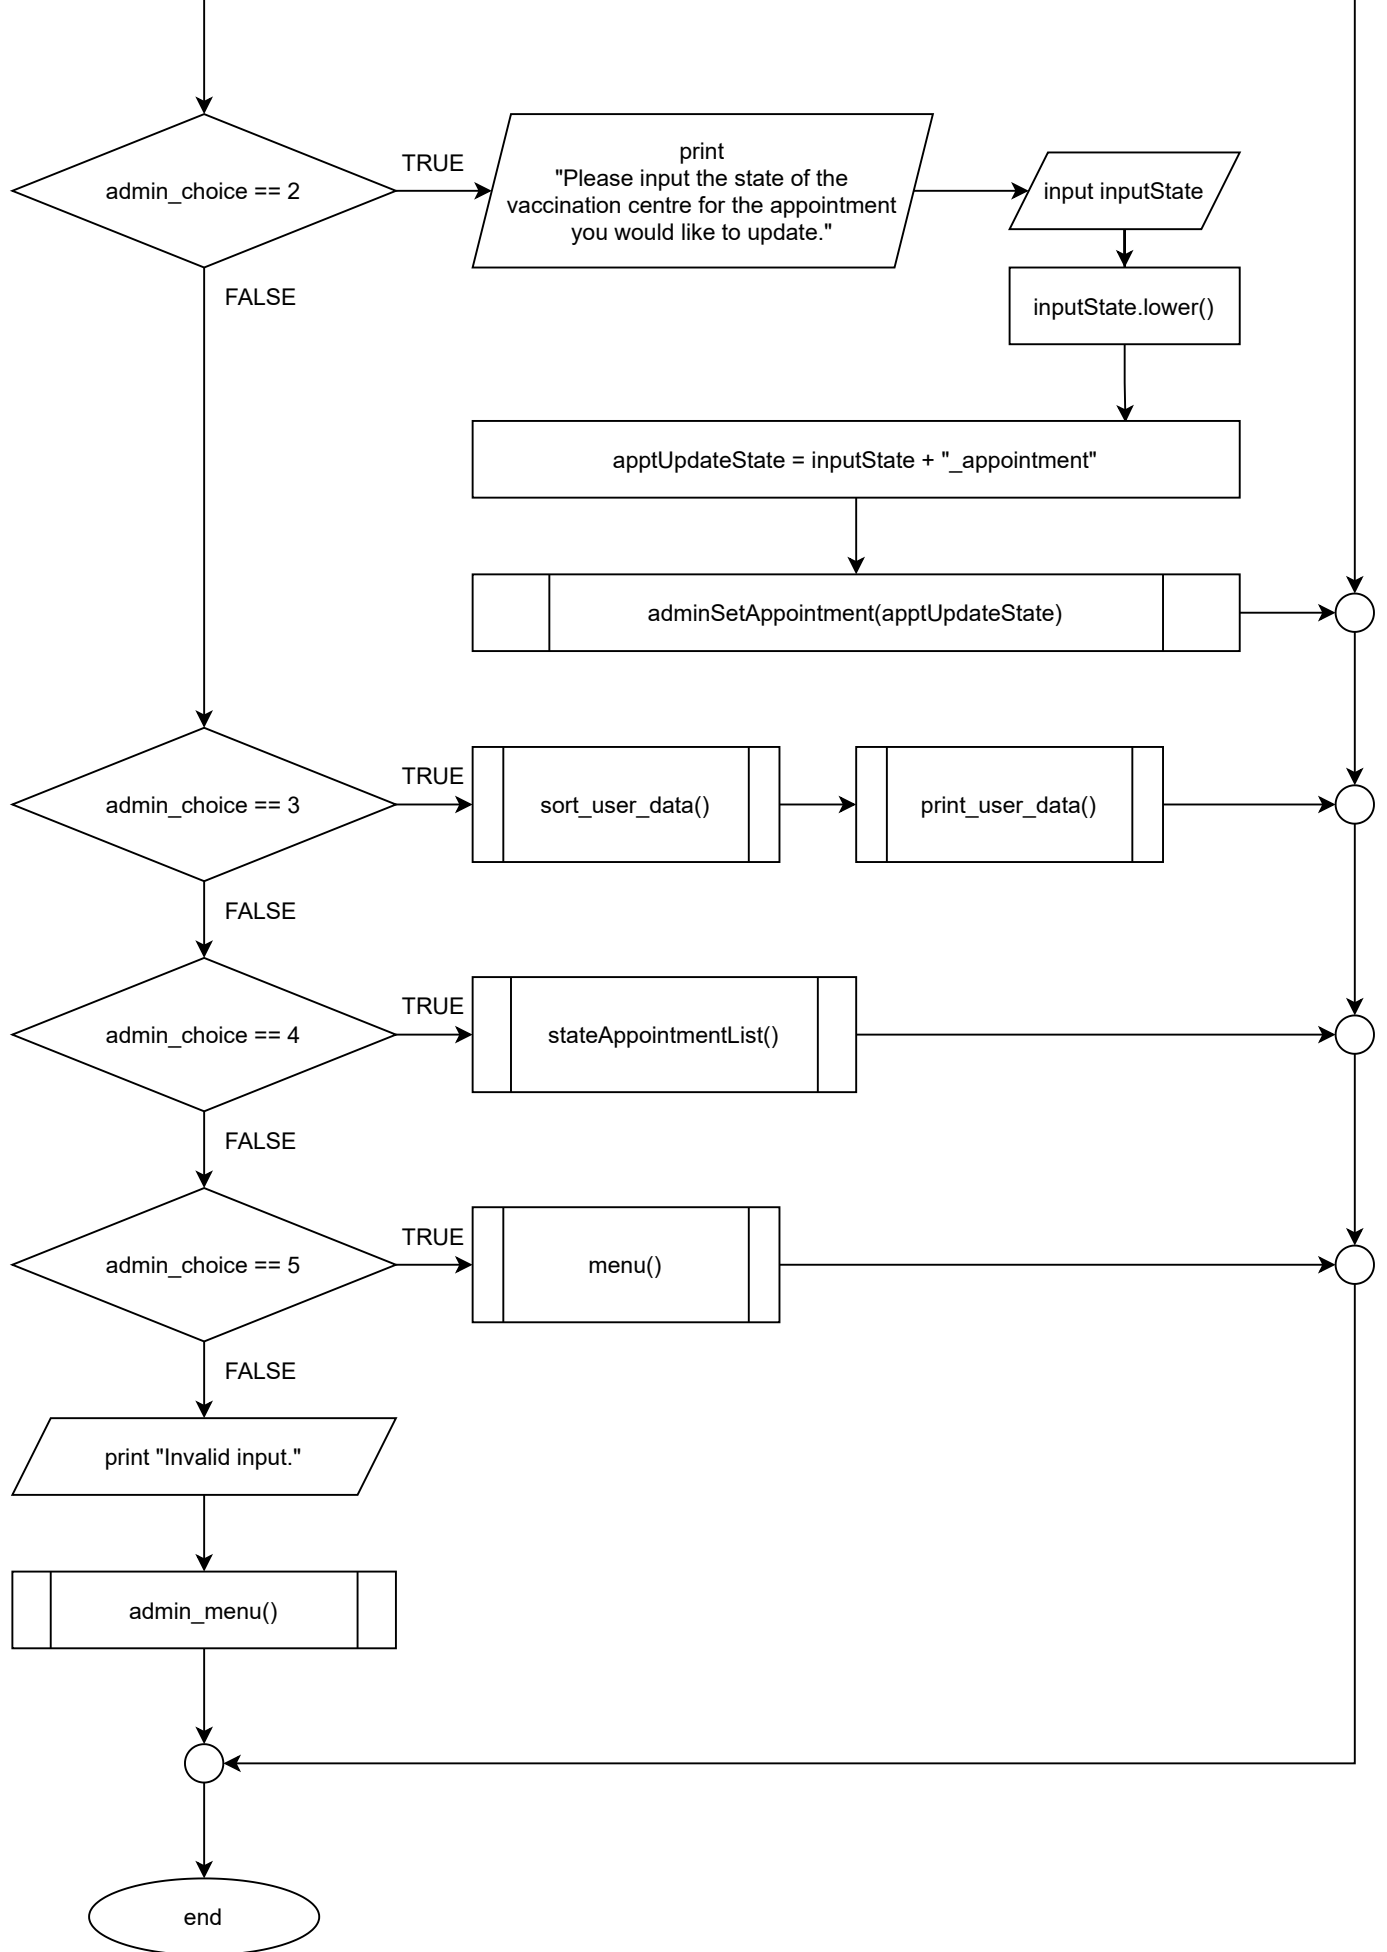 admin_choice == 2
TRUE
print
"Please input the state of the
vaccination centre for the appointment
you would like to update."
input inputState
FALSE
inputState.lower()
apptUpdateState = inputState + "_appointment"
adminSetAppointment(apptUpdateState)
admin_choice == 3
TRUE
sort_user_data()
print_user_data()
FALSE
admin_choice == 4
TRUE
stateAppointmentList()
FALSE
admin_choice == 5
TRUE
menu()
FALSE
print "Invalid input."
admin_menu()
end